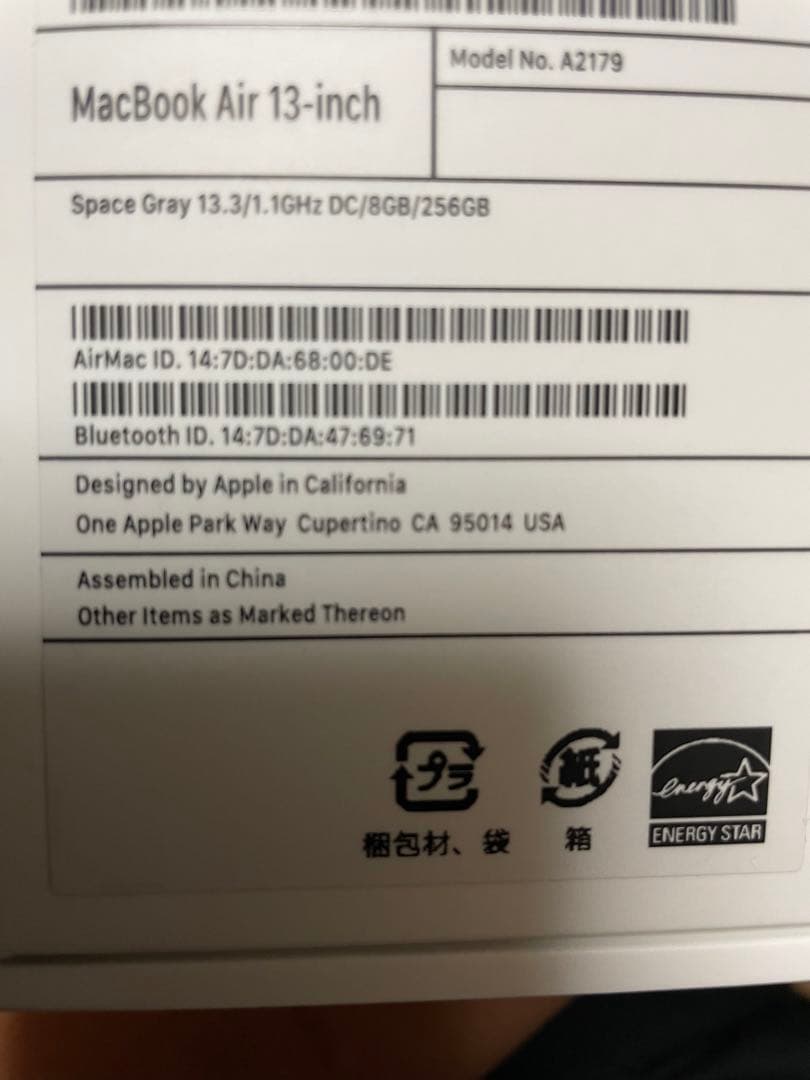 MacBook Air 13-inch
Model No. A2179
Space Gray 13.3/1.1GHz DC/8GB/256GB
AirMac ID. 14:7D:DA:68:00:DE
Bluetooth ID. 14:7D:DA:47:69:71
Designed by Apple in California
One Apple Park Way Cupertino CA 95014 USA
Assembled in China
Other Items as Marked Thereon
プラ
紙
energy
梱包材、袋
箱
ENERGY STAR